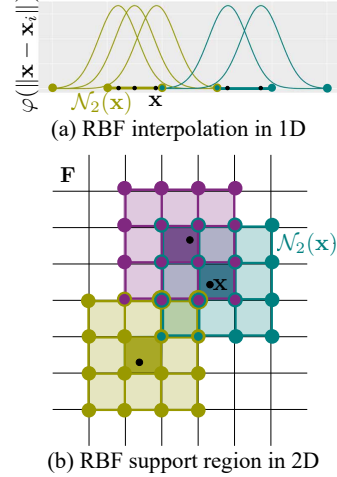 φ(‖x − xᵢ‖)
𝒩₂(x)
x
(a) RBF interpolation in 1D
F
𝒩₂(x)
x
(b) RBF support region in 2D